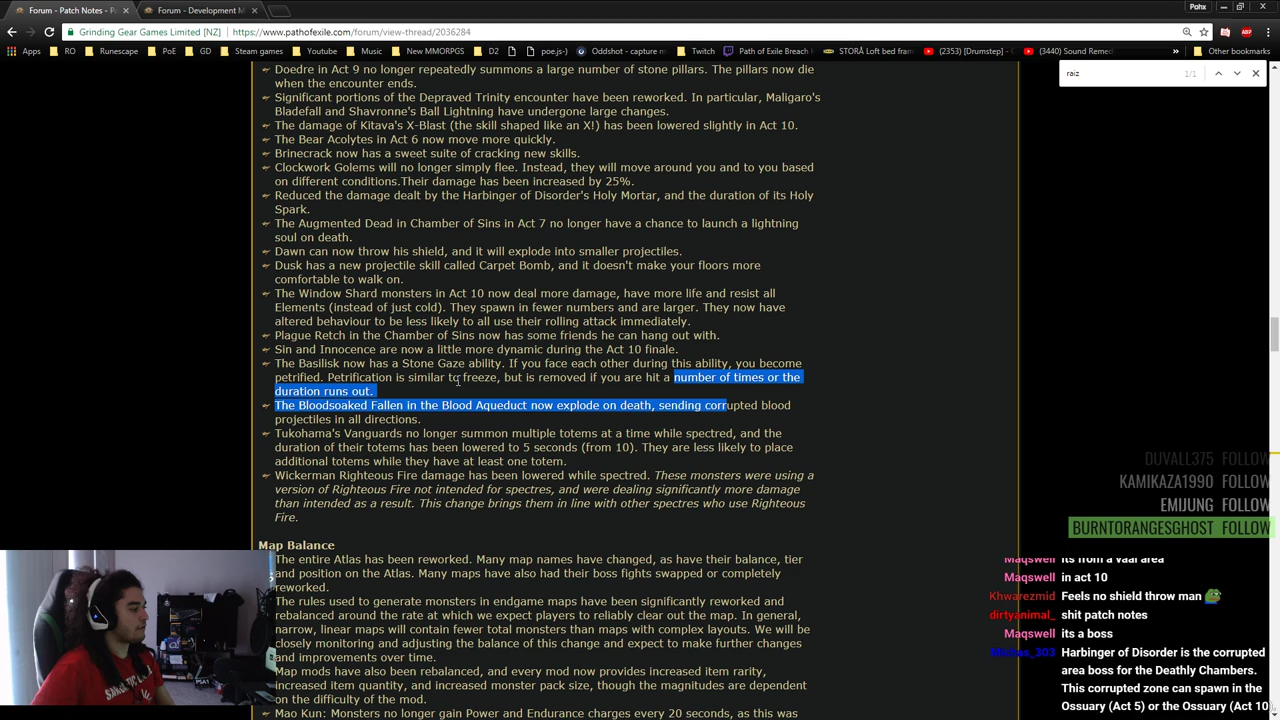 Forum - Patch Notes -
Forum - Development M
Pohx
Grinding Gear Games Limited [NZ]
https://www.pathofexile.com/forum/view-thread/2036284
Apps RO Runescape PoE GD Steam games Youtube Music New MMORPGS D2 poe.js-) Oddshot - capture m Twitch Path of Exile Breach STORÅ Loft bed fram (2353) [Drumstep] - T (3440) Sound Remed Other bookmarks
raiz 1/1
Doedre in Act 9 no longer repeatedly summons a large number of stone pillars. The pillars now die
when the encounter ends.
Significant portions of the Depraved Trinity encounter have been reworked. In particular, Maligaro's
Bladefall and Shavronne's Ball Lightning have undergone large changes.
The damage of Kitava's X-Blast (the skill shaped like an X!) has been lowered slightly in Act 10.
The Bear Acolytes in Act 6 now move more quickly.
Brinecrack now has a sweet suite of cracking new skills.
Clockwork Golems will no longer simply flee. Instead, they will move around you and to you based
on different conditions.Their damage has been increased by 25%.
Reduced the damage dealt by the Harbinger of Disorder's Holy Mortar, and the duration of its Holy
Spark.
The Augmented Dead in Chamber of Sins in Act 7 no longer have a chance to launch a lightning
soul on death.
Dawn can now throw his shield, and it will explode into smaller projectiles.
Dusk has a new projectile skill called Carpet Bomb, and it doesn't make your floors more
comfortable to walk on.
The Window Shard monsters in Act 10 now deal more damage, have more life and resist all
Elements (instead of just cold). They spawn in fewer numbers and are larger. They now have
altered behaviour to be less likely to all use their rolling attack immediately.
Plague Retch in the Chamber of Sins now has some friends he can hang out with.
Sin and Innocence are now a little more dynamic during the Act 10 finale.
The Basilisk now has a Stone Gaze ability. If you face each other during this ability, you become
petrified. Petrification is similar to freeze, but is removed if you are hit a number of times or the
duration runs out.
The Bloodsoaked Fallen in the Blood Aqueduct now explode on death, sending corrupted blood
projectiles in all directions.
Tukohama's Vanguards no longer summon multiple totems at a time while spectred, and the
duration of their totems has been lowered to 5 seconds (from 10). They are less likely to place
additional totems while they have at least one totem.
Wickerman Righteous Fire damage has been lowered while spectred. These monsters were using a
version of Righteous Fire not intended for spectres, and were dealing significantly more damage
than intended as a result. This change brings them in line with other spectres who use Righteous
Fire.
Map Balance
The entire Atlas has been reworked. Many map names have changed, as have their balance, tier
and position on the Atlas. Many maps have also had their boss fights swapped or completely
reworked.
The rules used to generate monsters in endgame maps have been significantly reworked and
rebalanced around the rate at which we expect players to reliably clear out the map. In general,
narrow, linear maps will contain fewer total monsters than maps with complex layouts. We will be
closely monitoring and adjusting the balance of this change and expect to make further changes
and improvements over time.
Map mods have also been rebalanced, and every mod now provides increased item rarity,
increased item quantity, and increased monster pack size, though the magnitudes are dependent
on the difficulty of the mod.
Mao Kun: Monsters no longer gain Power and Endurance charges every 20 seconds, as this was
DUVALL375 FOLLOW
KAMIKAZA1990 FOLLOW
EMIJUNG FOLLOW
BURNTORANGESGHOST FOLLOW
Maqswell its from a vaal area
Maqswell in act 10
Khwarezmid Feels no shield throw man
dirtyanimal_ shit patch notes
Maqswell its a boss
Harbinger of Disorder is the corrupted
area boss for the Deathly Chambers.
This corrupted zone can spawn in the
Ossuary (Act 5) or the Ossuary (Act 10